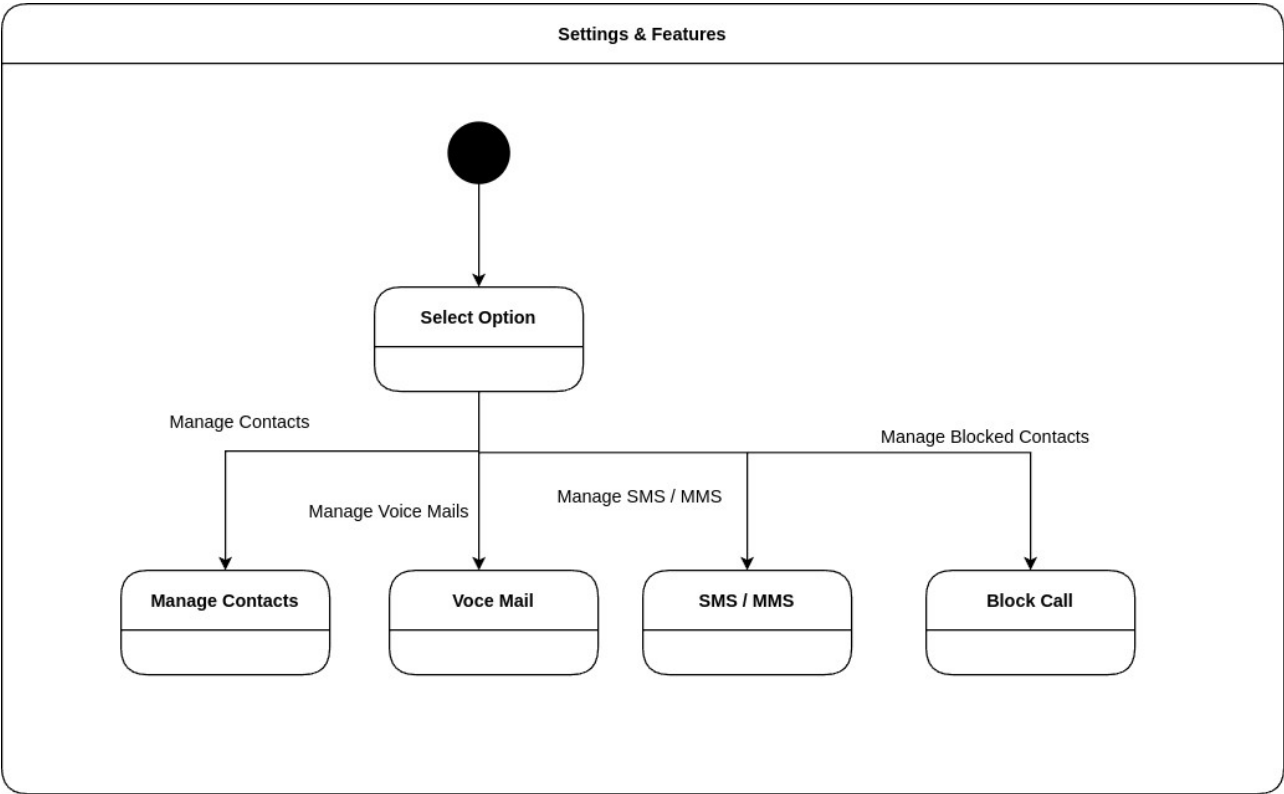 Settings & Features
Select Option
Manage Contacts
Manage Blocked Contacts
Manage Voice Mails
Manage SMS / MMS
Manage Contacts
Voce Mail
SMS / MMS
Block Call